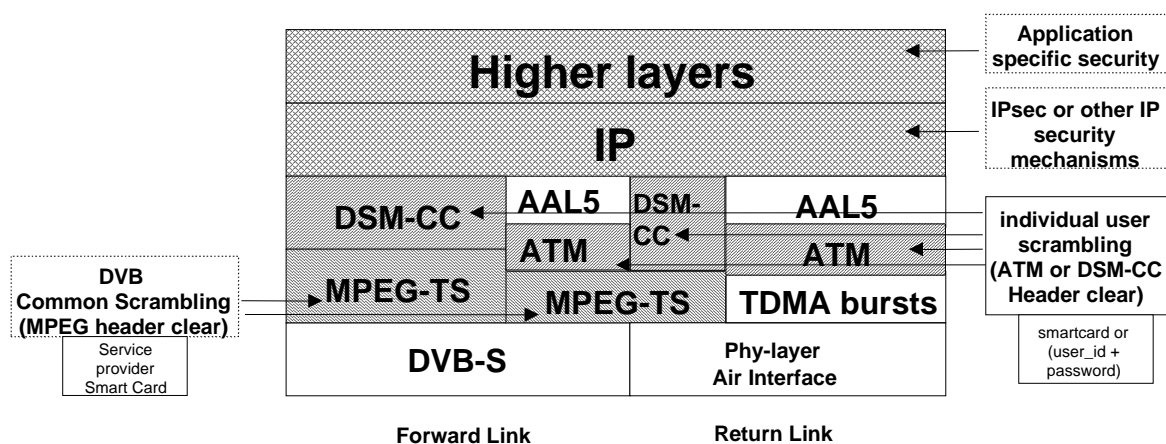 Application
specific security
Higher layers
IPsec or other IP
security
mechanisms
IP
DSM-CC
AAL5
DSM-
CC
AAL5
ATM
ATM
individual user
scrambling
(ATM or DSM-CC
Header clear)
DVB
Common Scrambling
(MPEG header clear)
MPEG-TS
MPEG-TS
TDMA bursts
Service
provider
Smart Card
smartcard or
(user_id +
password)
DVB-S
Phy-layer
Air Interface
Forward Link
Return Link